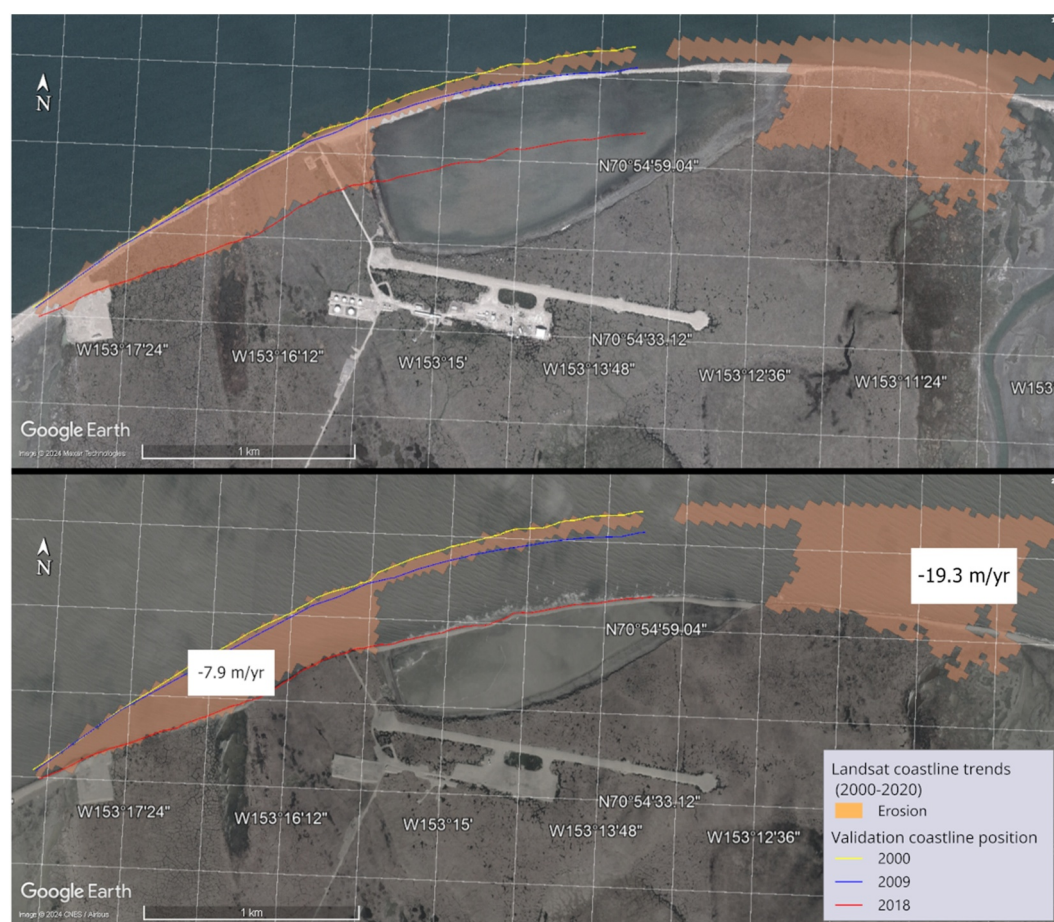 N
N70°54'59.04"
N70°54'33.12"
W153°17'24"
W153°16'12"
W153°15'
W153°13'48"
W153°12'36"
W153°11'24"
W153
Google Earth
Image © 2024 Maxar Technologies
1 km
N
-19.3 m/yr
N70°54'59.04"
-7.9 m/yr
N70°54'33.12"
W153°17'24"
W153°16'12"
W153°15'
W153°13'48"
W153°12'36"
Landsat coastline trends
(2000-2020)
Erosion
Validation coastline position
2000
2009
2018
Google Earth
Image © 2024 CNES / Airbus
1 km